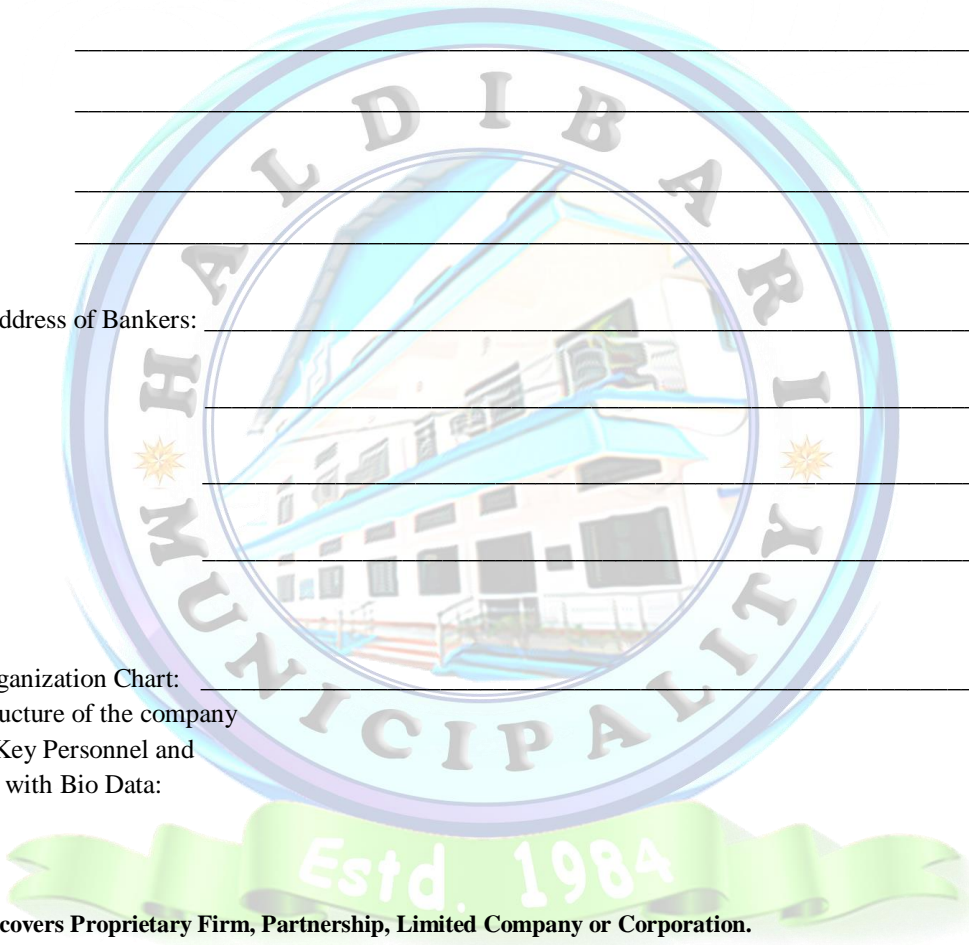 HALDIBARI
ddress of Bankers:
ganization Chart:
ucture of the company
Key Personnel and
with Bio Data:
MUNICIPALITY
Estd. 1984
covers Proprietary Firm, Partnership, Limited Company or Corporation.